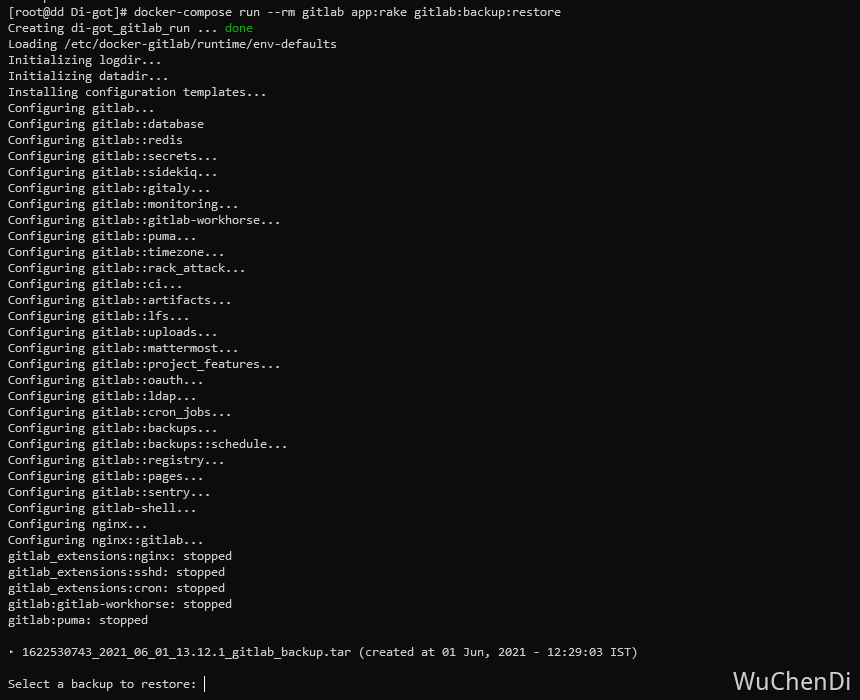 [root@dd Di-got]# docker-compose run --rm gitlab app:rake gitlab:backup:restore
Creating di-got_gitlab_run ... done
Loading /etc/docker-gitlab/runtime/env-defaults
Initializing logdir...
Initializing datadir...
Installing configuration templates...
Configuring gitlab...
Configuring gitlab::database
Configuring gitlab::redis
Configuring gitlab::secrets...
Configuring gitlab::sidekiq...
Configuring gitlab::gitaly...
Configuring gitlab::monitoring...
Configuring gitlab::gitlab-workhorse...
Configuring gitlab::puma...
Configuring gitlab::timezone...
Configuring gitlab::rack_attack...
Configuring gitlab::ci...
Configuring gitlab::artifacts...
Configuring gitlab::lfs...
Configuring gitlab::uploads...
Configuring gitlab::mattermost...
Configuring gitlab::project_features...
Configuring gitlab::oauth...
Configuring gitlab::ldap...
Configuring gitlab::cron_jobs...
Configuring gitlab::backups...
Configuring gitlab::backups::schedule...
Configuring gitlab::registry...
Configuring gitlab::pages...
Configuring gitlab::sentry...
Configuring gitlab-shell...
Configuring nginx...
Configuring nginx::gitlab...
gitlab_extensions:nginx: stopped
gitlab_extensions:sshd: stopped
gitlab_extensions:cron: stopped
gitlab:gitlab-workhorse: stopped
gitlab:puma: stopped
‣ 1622530743_2021_06_01_13.12.1_gitlab_backup.tar (created at 01 Jun, 2021 - 12:29:03 IST)
Select a backup to restore:
WuChenDi